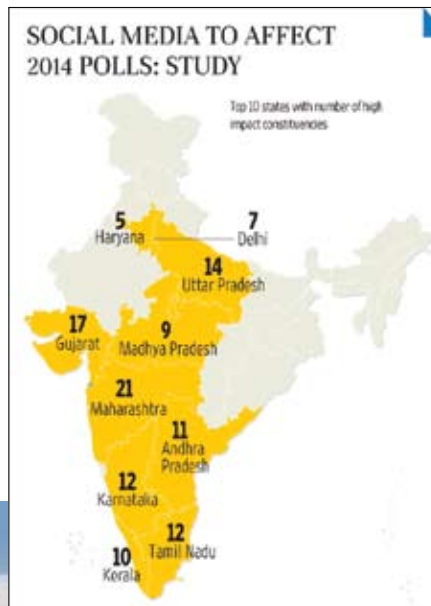 SOCIAL MEDIA TO AFFECT
2014 POLLS: STUDY
Top 10 states with number of high
impact constituencies
5
Haryana
7
Delhi
14
Uttar Pradesh
17
Gujarat
9
Madhya Pradesh
21
Maharashtra
11
Andhra
Pradesh
12
Karnataka
12
Tamil Nadu
10
Kerala